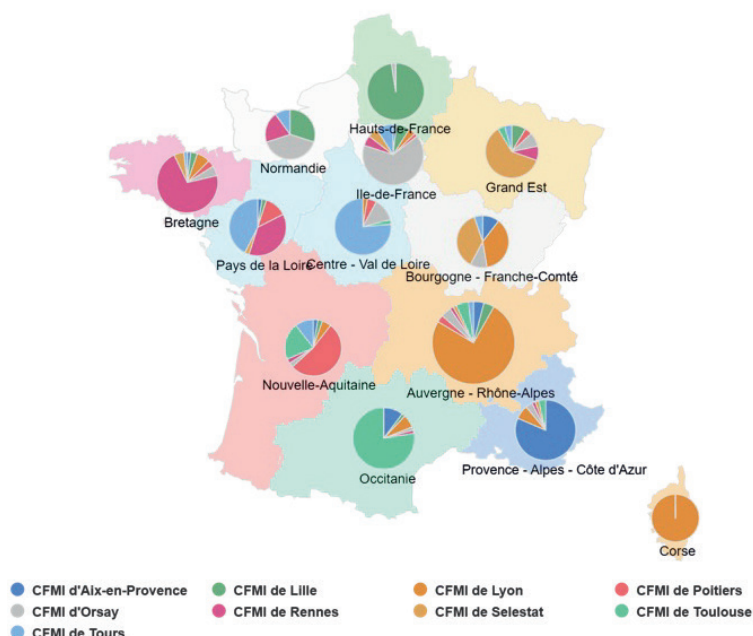 Hauts-de-France
Normandie
Ile-de-France
Grand Est
Bretagne
Pays de la Loire
Centre - Val de Loire
Bourgogne - Franche-Comté
Nouvelle-Aquitaine
Auvergne - Rhône-Alpes
Occitanie
Provence - Alpes - Côte d'Azur
Corse
CFMI d'Aix-en-Provence
CFMI de Lille
CFMI de Lyon
CFMI de Poitiers
CFMI d'Orsay
CFMI de Rennes
CFMI de Selestat
CFMI de Toulouse
CFMI de Tours